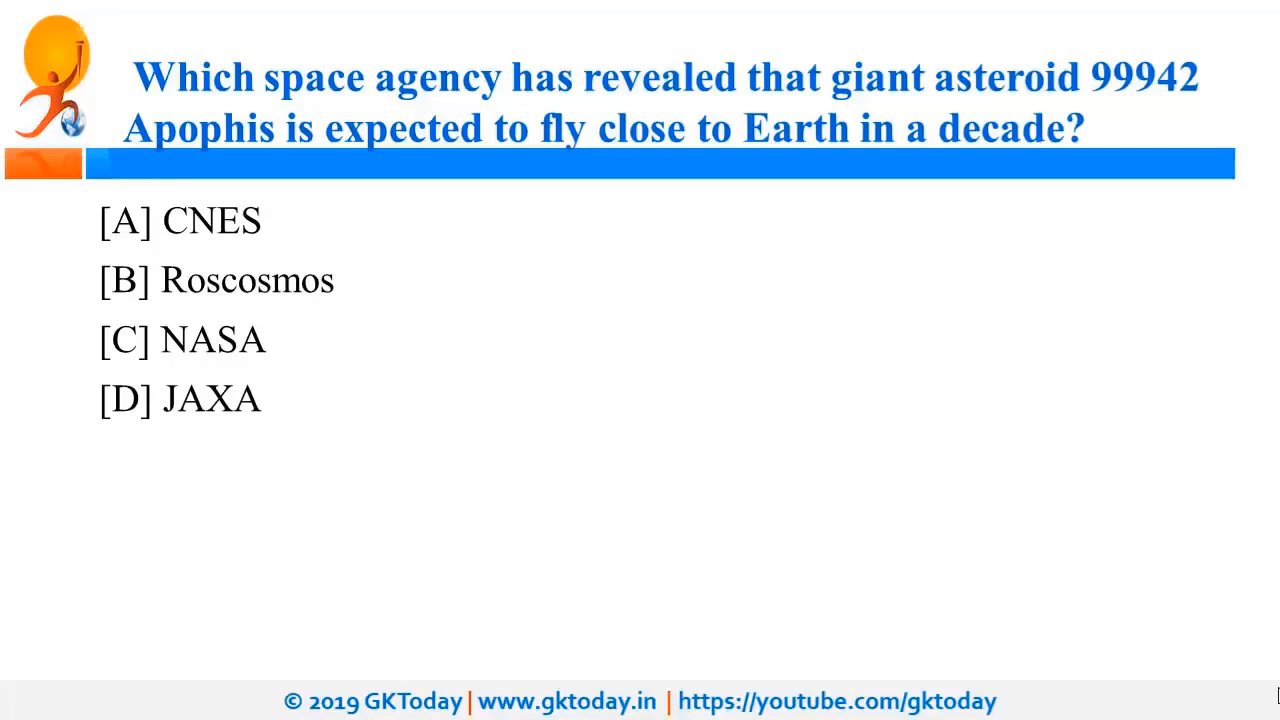 Which space agency has revealed that giant asteroid 99942
Apophis is expected to fly close to Earth in a decade?
[A] CNES
[B] Roscosmos
[C] NASA
[D] JAXA
© 2019 GKToday | www.gktoday.in | https://youtube.com/gktoday